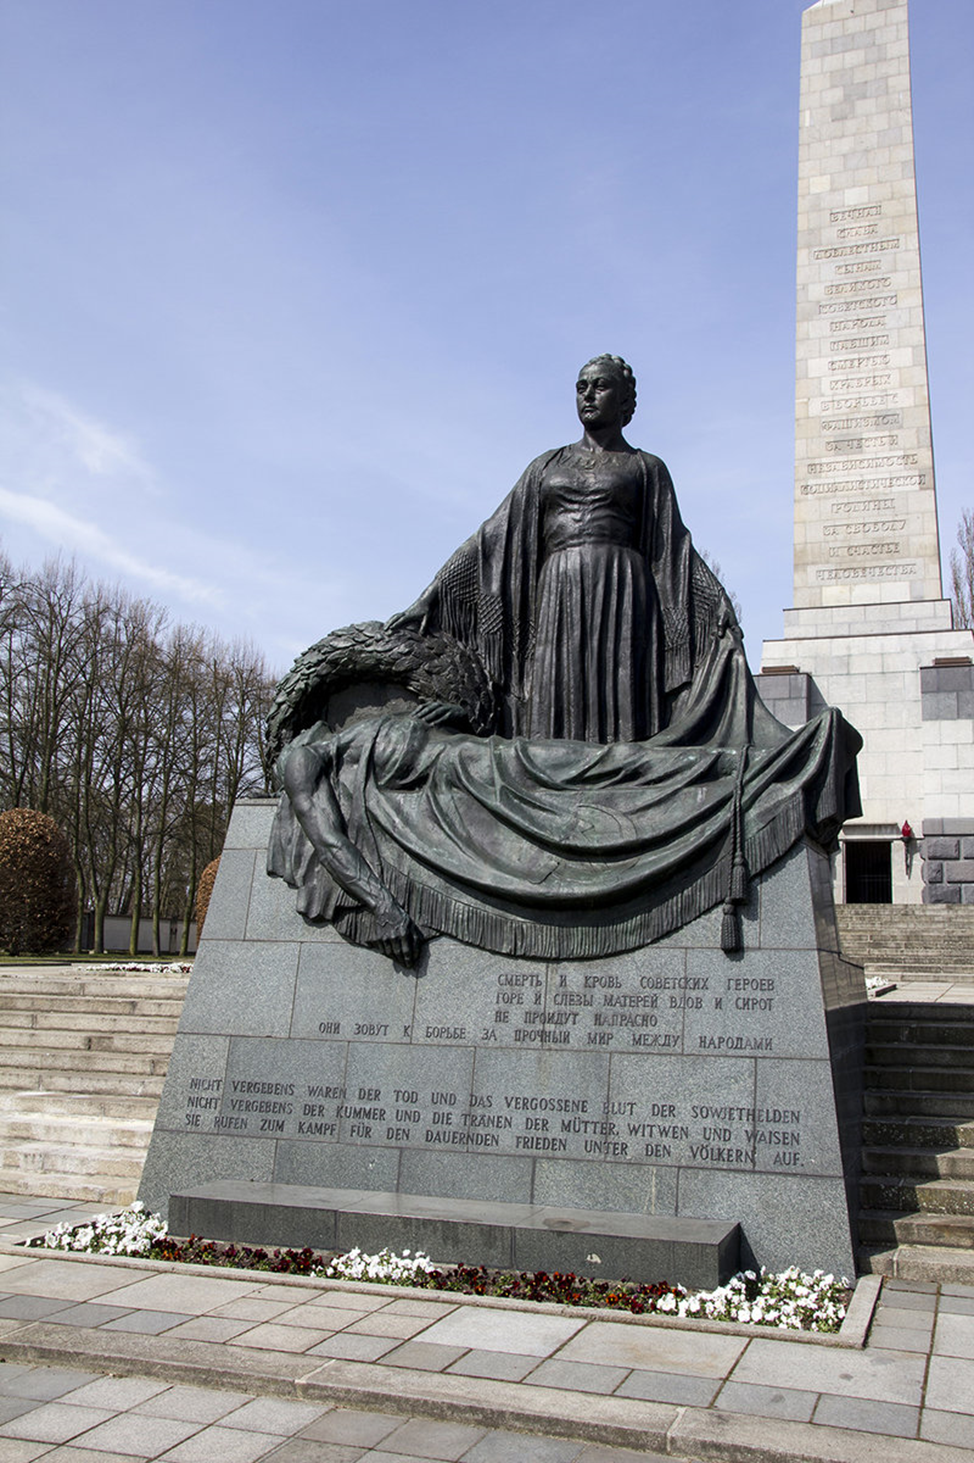 ВЕЧНАЯ
СЛАВА
ДОБЛЕСТНЫМ
СЫНАМ
ВЕЛИКОГО
СОВЕТСКОГО
НАРОДА
ПАВШИМ
СМЕРТЬЮ
ХРАБРЫХ
В БОРЬБЕ С
ФАШИЗМОМ
ЗА ЧЕСТЬ И
НЕЗАВИСИМОСТЬ
СОЦИАЛИСТИЧЕСКОЙ
РОДИНЫ
ЗА СВОБОДУ
И СЧАСТЬЕ
ЧЕЛОВЕЧЕСТВА
СМЕРТЬ И КРОВЬ СОВЕТСКИХ ГЕРОЕВ
ГОРЕ И СЛЕЗЫ МАТЕРЕЙ ВДОВ И СИРОТ
НЕ ПРОЙДУТ НАПРАСНО
ОНИ ЗОВУТ К БОРЬБЕ ЗА ПРОЧНЫЙ МИР МЕЖДУ НАРОДАМИ
NICHT VERGEBENS WAREN DER TOD UND DAS VERGOSSENE BLUT DER SOWJETHELDEN
NICHT VERGEBENS DER KUMMER UND DIE TRÄNEN DER MÜTTER, WITWEN UND WAISEN
SIE RUFEN ZUM KAMPF FÜR DEN DAUERNDEN FRIEDEN UNTER DEN VÖLKERN AUF.